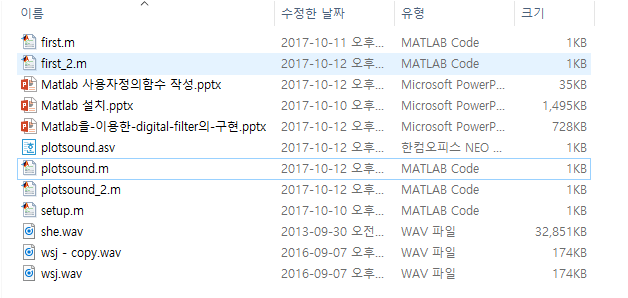 이름 수정한 날짜 유형 크기
first.m 2017-10-11 오후... MATLAB Code 1KB
first_2.m 2017-10-12 오후... MATLAB Code 1KB
Matlab 사용자정의함수 작성.pptx 2017-10-12 오후... Microsoft PowerP... 35KB
Matlab 설치.pptx 2017-10-10 오후... Microsoft PowerP... 1,495KB
Matlab을-이용한-digital-filter의-구현.pptx 2017-10-12 오후... Microsoft PowerP... 728KB
plotsound.asv 2017-10-12 오후... 한컴오피스 NEO ... 1KB
plotsound.m 2017-10-12 오후... MATLAB Code 1KB
plotsound_2.m 2017-10-12 오후... MATLAB Code 1KB
setup.m 2017-10-10 오후... MATLAB Code 1KB
she.wav 2013-09-30 오전... WAV 파일 32,851KB
wsj - copy.wav 2016-09-07 오후... WAV 파일 174KB
wsj.wav 2016-09-07 오후... WAV 파일 174KB